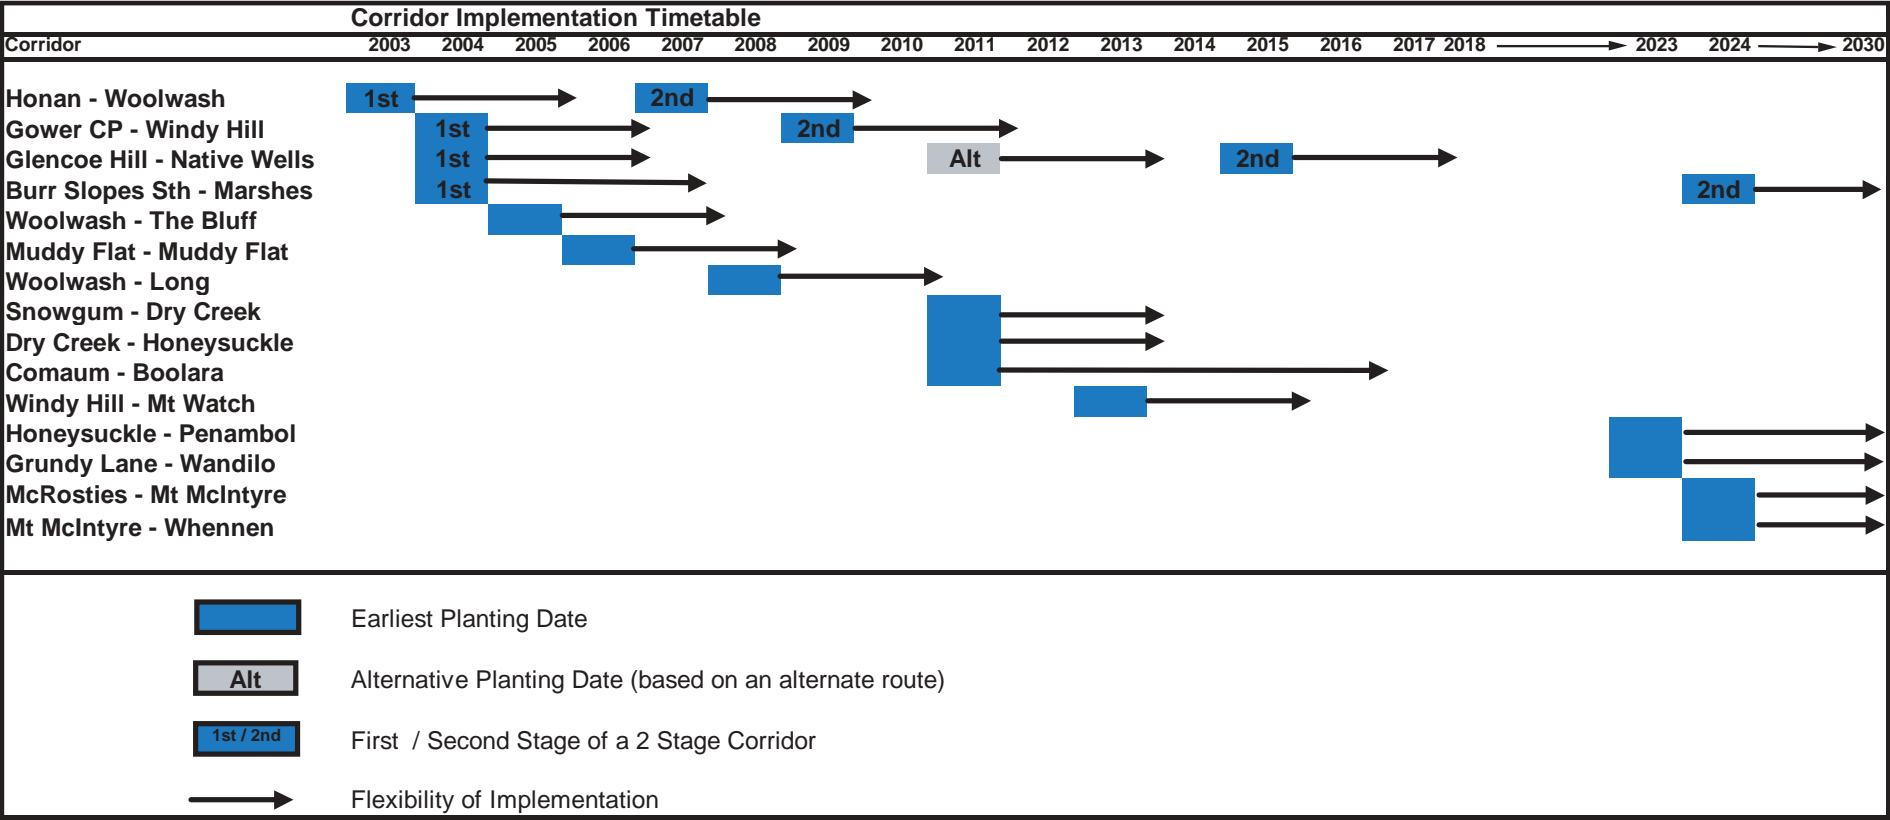 Corridor Implementation Timetable
Corridor 2003 2004 2005 2006 2007 2008 2009 2010 2011 2012 2013 2014 2015 2016 2017 2018 2023 2024 2030
Honan - Woolwash 1st 2nd
Gower CP - Windy Hill 1st 2nd
Glencoe Hill - Native Wells 1st Alt 2nd
Burr Slopes Sth - Marshes 1st 2nd
Woolwash - The Bluff
Muddy Flat - Muddy Flat
Woolwash - Long
Snowgum - Dry Creek
Dry Creek - Honeysuckle
Comaum - Boolara
Windy Hill - Mt Watch
Honeysuckle - Penambol
Grundy Lane - Wandilo
McRosties - Mt McIntyre
Mt McIntyre - Whennen
Earliest Planting Date
Alt Alternative Planting Date (based on an alternate route)
1st / 2nd First / Second Stage of a 2 Stage Corridor
Flexibility of Implementation